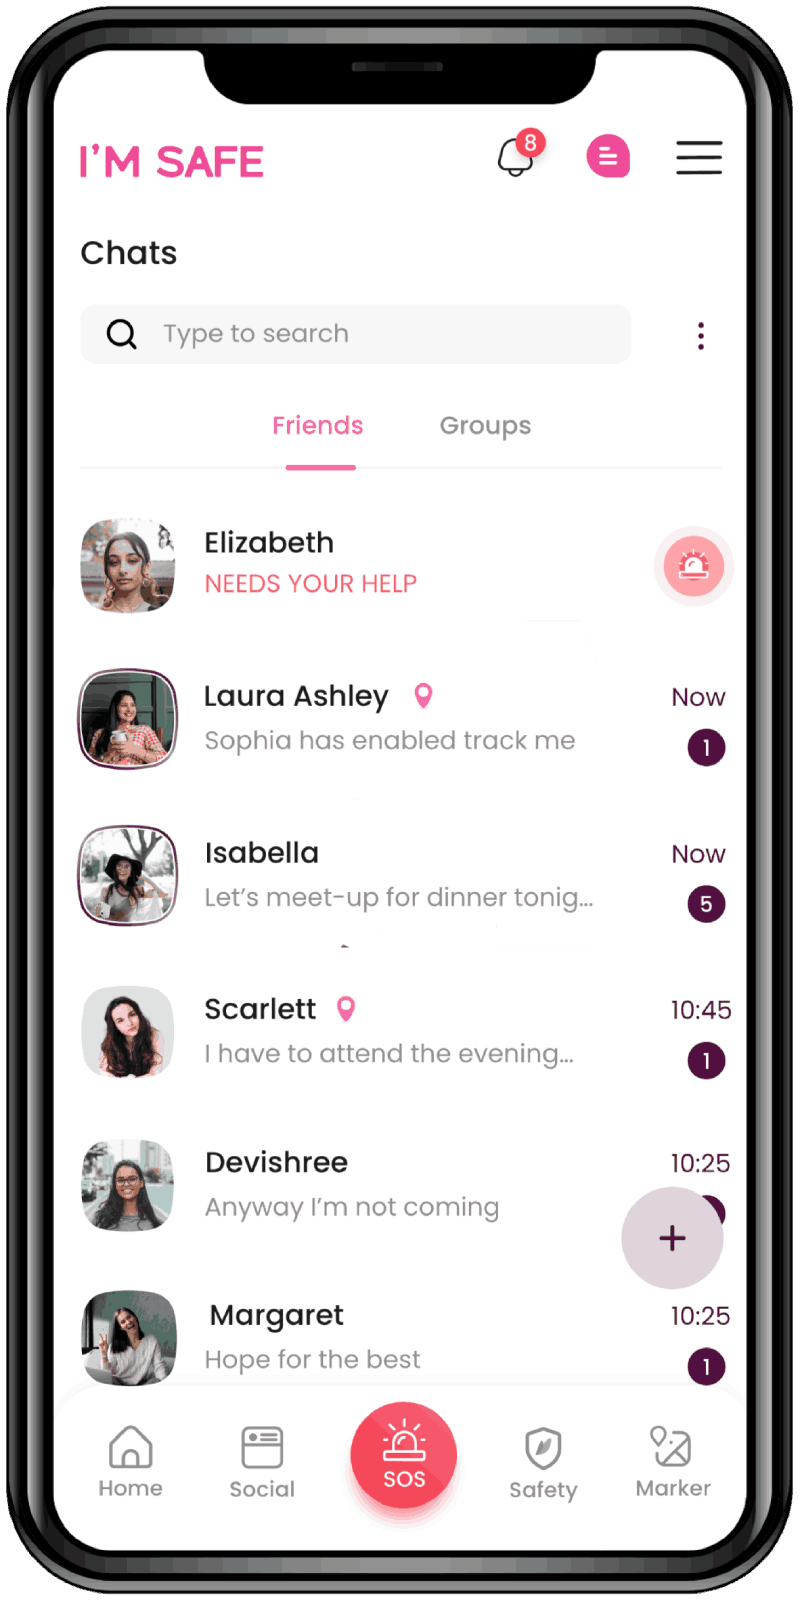 I'M SAFE
8
Chats
Type to search
Friends Groups
Elizabeth
NEEDS YOUR HELP
Laura Ashley Now
Sophia has enabled track me 1
Isabella Now
Let's meet-up for dinner tonig... 5
Scarlett 10:45
I have to attend the evening... 1
Devishree 10:25
Anyway I'm not coming
+
Margaret 10:25
Hope for the best 1
Home Social SOS Safety Marker